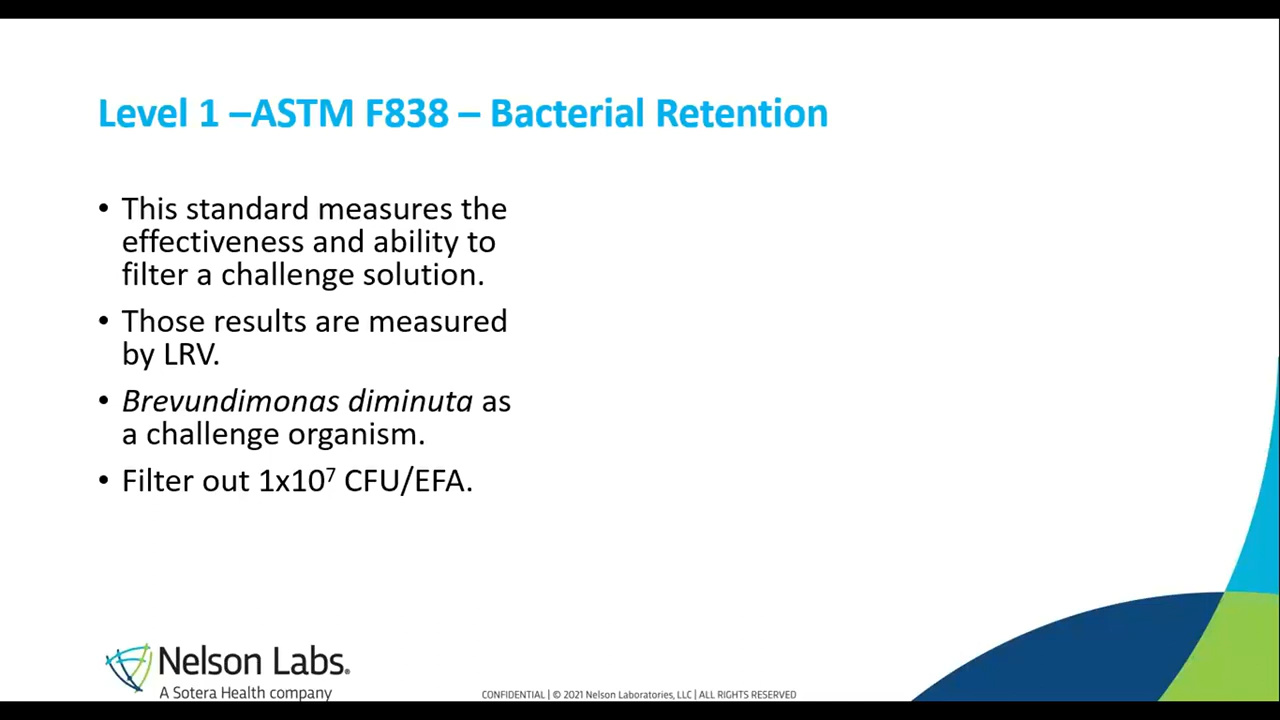 Level 1 –ASTM F838 – Bacterial Retention
• This standard measures the
effectiveness and ability to
filter a challenge solution.
• Those results are measured
by LRV.
• Brevundimonas diminuta as
a challenge organism.
• Filter out 1x10⁷ CFU/EFA.
Nelson Labs®
A Sotera Health company
CONFIDENTIAL | © 2021 Nelson Laboratories, LLC | ALL RIGHTS RESERVED